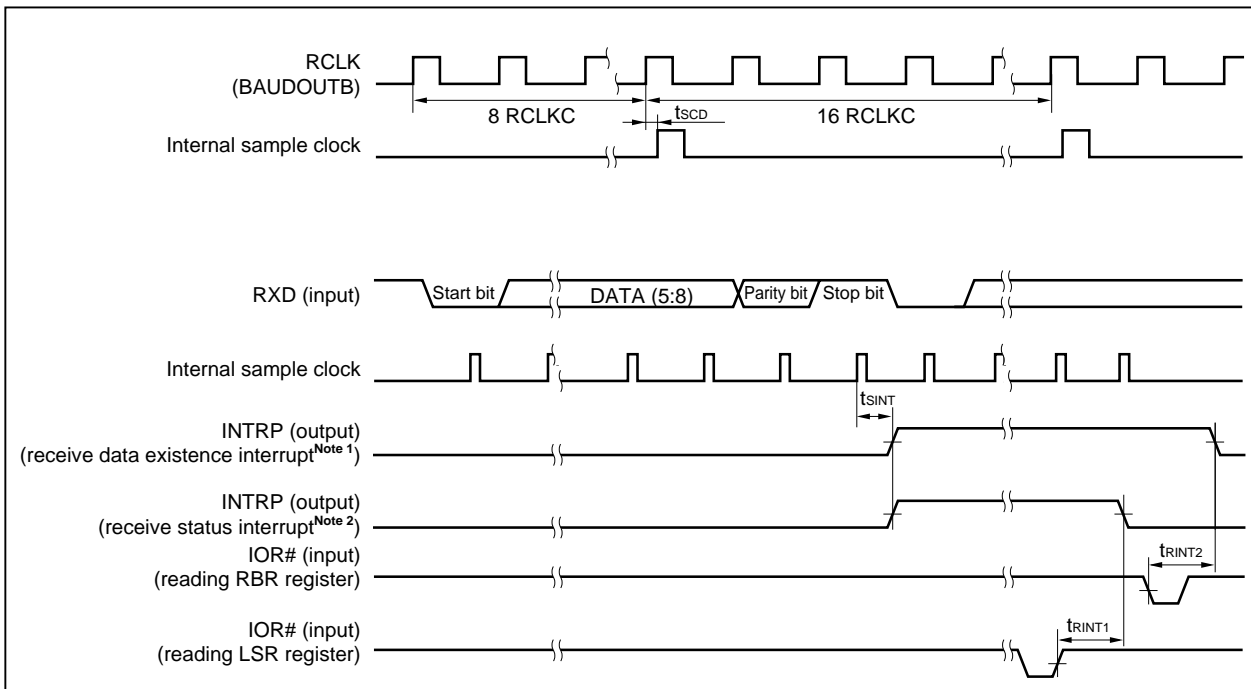 RCLK
(BAUDOUTB)
8 RCLKC
tSCD
16 RCLKC
Internal sample clock
RXD (input)
Start bit
DATA (5:8)
Parity bit
Stop bit
Internal sample clock
tSINT
INTRP (output)
(receive data existence interruptNote 1)
INTRP (output)
(receive status interruptNote 2)
IOR# (input)
(reading RBR register)
tRINT2
IOR# (input)
(reading LSR register)
tRINT1